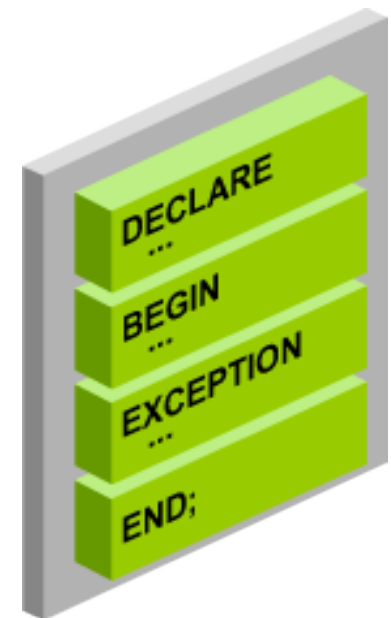 DECLARE
...
BEGIN
...
EXCEPTION
...
END;